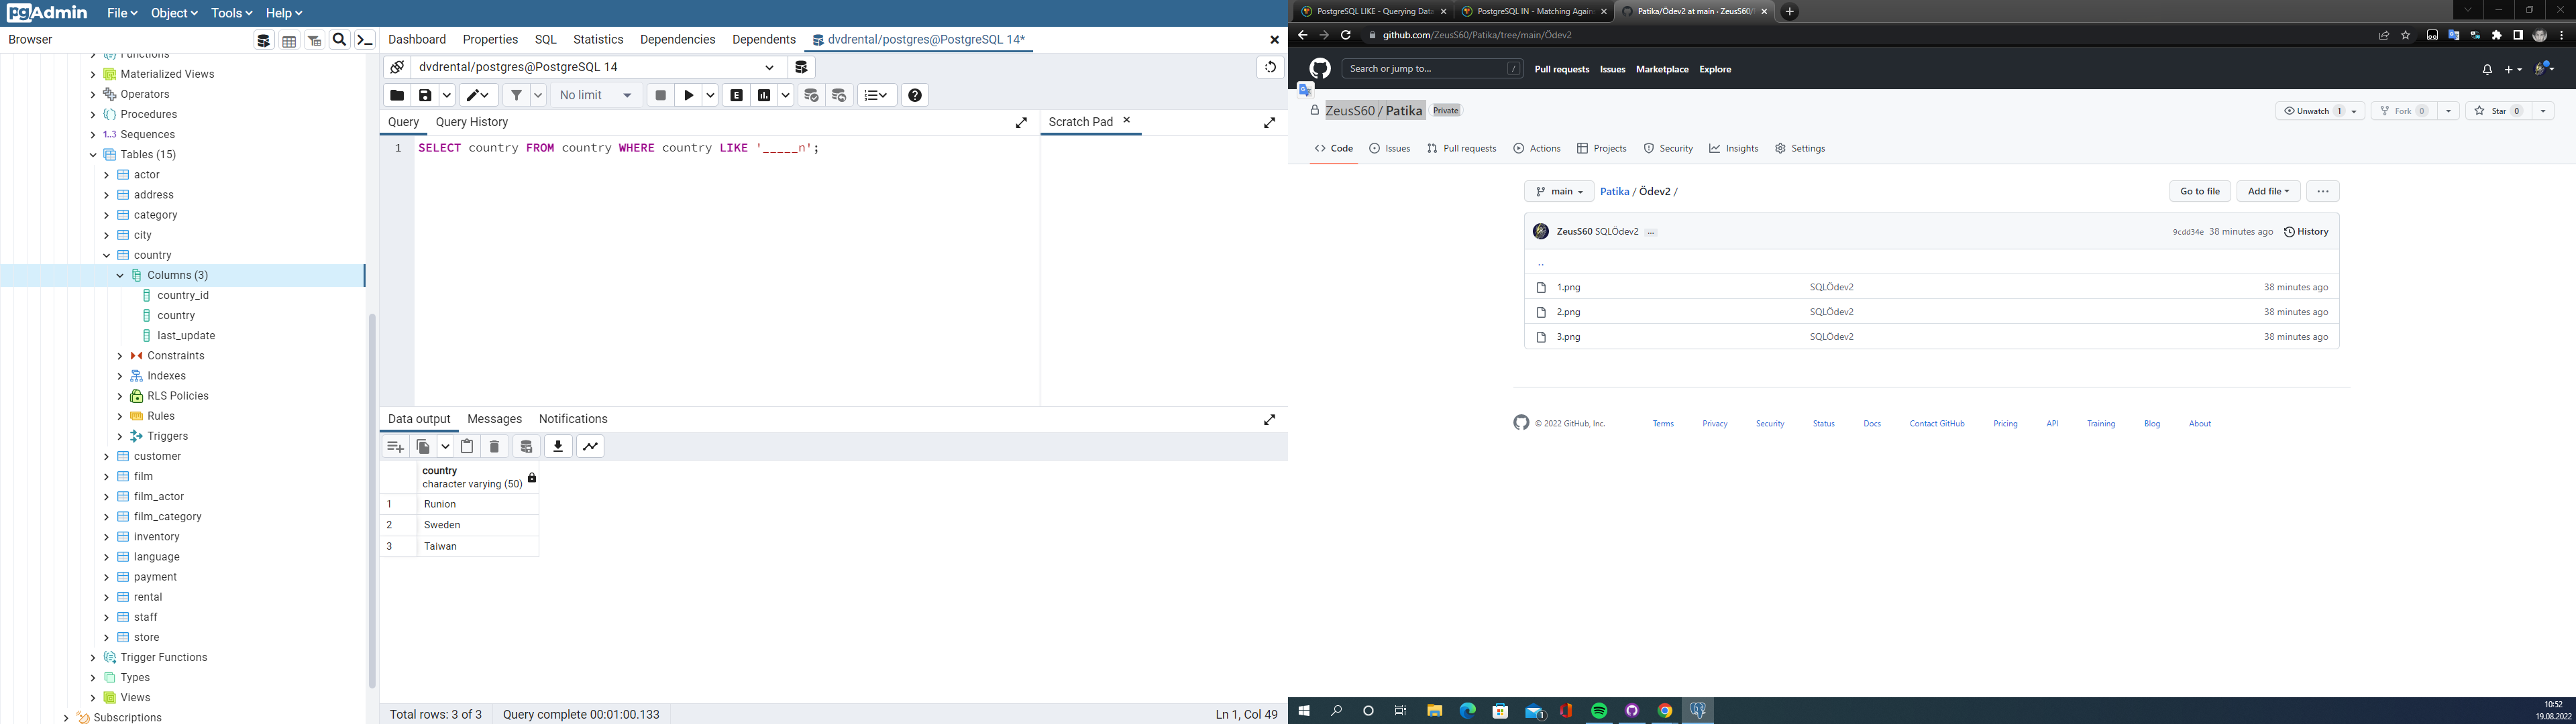 pgAdmin File Object Tools Help
Browser
Functions
Materialized Views
Operators
Procedures
1..3 Sequences
Tables (15)
actor
address
category
city
country
Columns (3)
country_id
country
last_update
Constraints
Indexes
RLS Policies
Rules
Triggers
customer
film
film_actor
film_category
inventory
language
payment
rental
staff
store
Trigger Functions
Types
Views
Subscriptions
Dashboard Properties SQL Statistics Dependencies Dependents dvdrental/postgres@PostgreSQL 14*
dvdrental/postgres@PostgreSQL 14
No limit
Query Query History
Scratch Pad
1 SELECT country FROM country WHERE country LIKE '_____n';
Data output Messages Notifications
country
character varying (50)
1 Runion
2 Sweden
3 Taiwan
Total rows: 3 of 3 Query complete 00:01:00.133 Ln 1, Col 49
PostgreSQL LIKE - Querying Data PostgreSQL IN - Matching Again Patika/Ödev2 at main · ZeusS60/
github.com/ZeusS60/Patika/tree/main/Ödev2
Search or jump to... / Pull requests Issues Marketplace Explore
ZeusS60 / Patika Private
Unwatch 1 Fork 0 Star 0
Code Issues Pull requests Actions Projects Security Insights Settings
main Patika / Ödev2 / Go to file Add file ...
ZeusS60 SQLÖdev2 ... 9cdd34e 38 minutes ago History
..
1.png SQLÖdev2 38 minutes ago
2.png SQLÖdev2 38 minutes ago
3.png SQLÖdev2 38 minutes ago
© 2022 GitHub, Inc. Terms Privacy Security Status Docs Contact GitHub Pricing API Training Blog About
1
10:52
19.08.2022